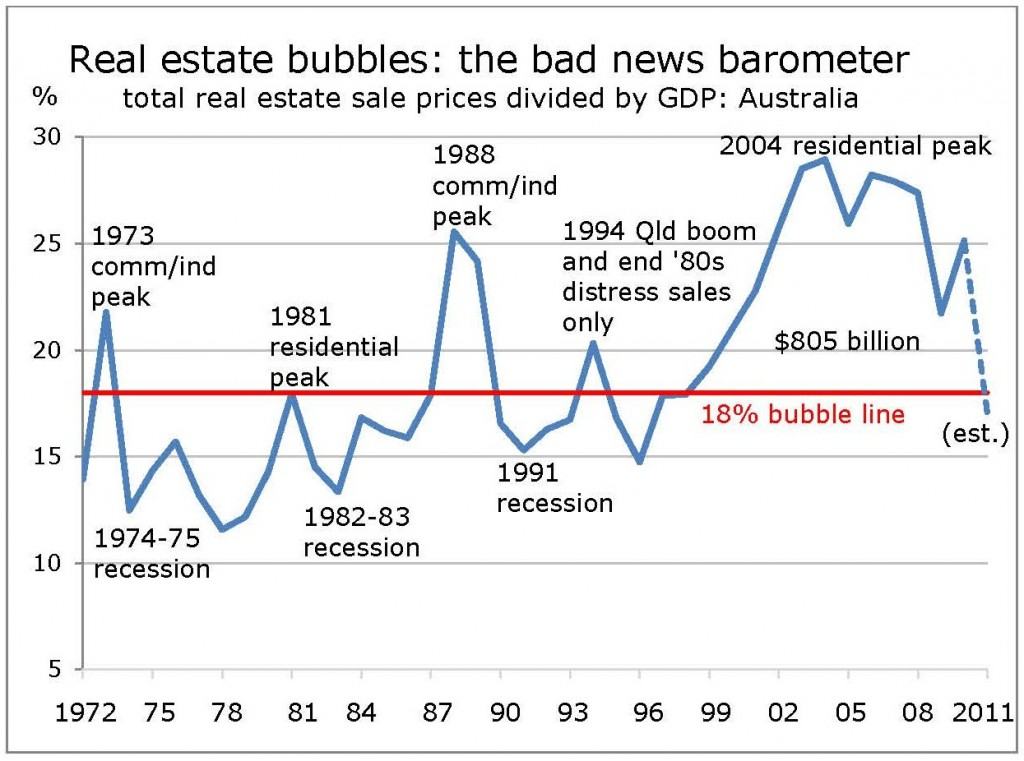 Real estate bubbles: the bad news barometer
%
total real estate sale prices divided by GDP: Australia
30
25
20
15
10
5
1973
comm/ind
peak
1974-75
recession
1981
residential
peak
1982-83
recession
1988
comm/ind
peak
1991
recession
1994 Qld boom
and end '80s
distress sales
only
2004 residential peak
$805 billion
18% bubble line
(est.)
1972 75 78 81 84 87 90 93 96 99 02 05 08 2011